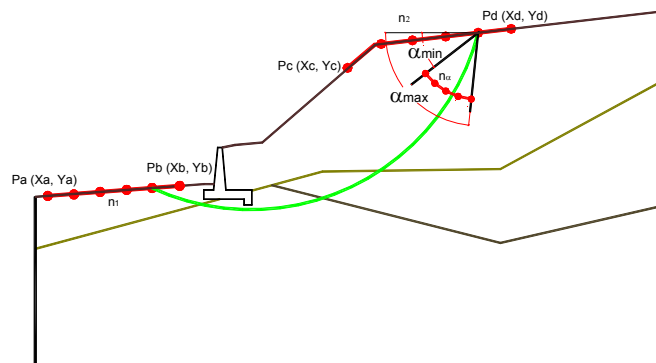 n2
Pd (Xd, Yd)
αmin
Pc (Xc, Yc)
nα
αmax
Pb (Xb, Yb)
Pa (Xa, Ya)
n1